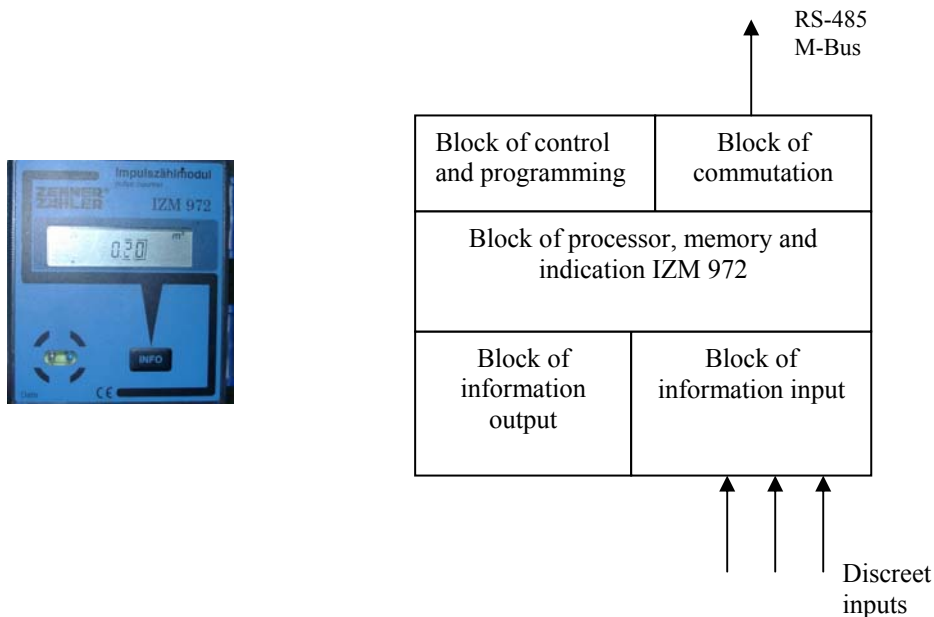 Impulszählmodul
ZENNER®
ZÄHLER
IZM 972
0.20
m³
INFO
CE
RS-485
M-Bus
Block of control
and programming
Block of
commutation
Block of processor, memory and
indication IZM 972
Block of
information
output
Block of
information input
Discreet
inputs